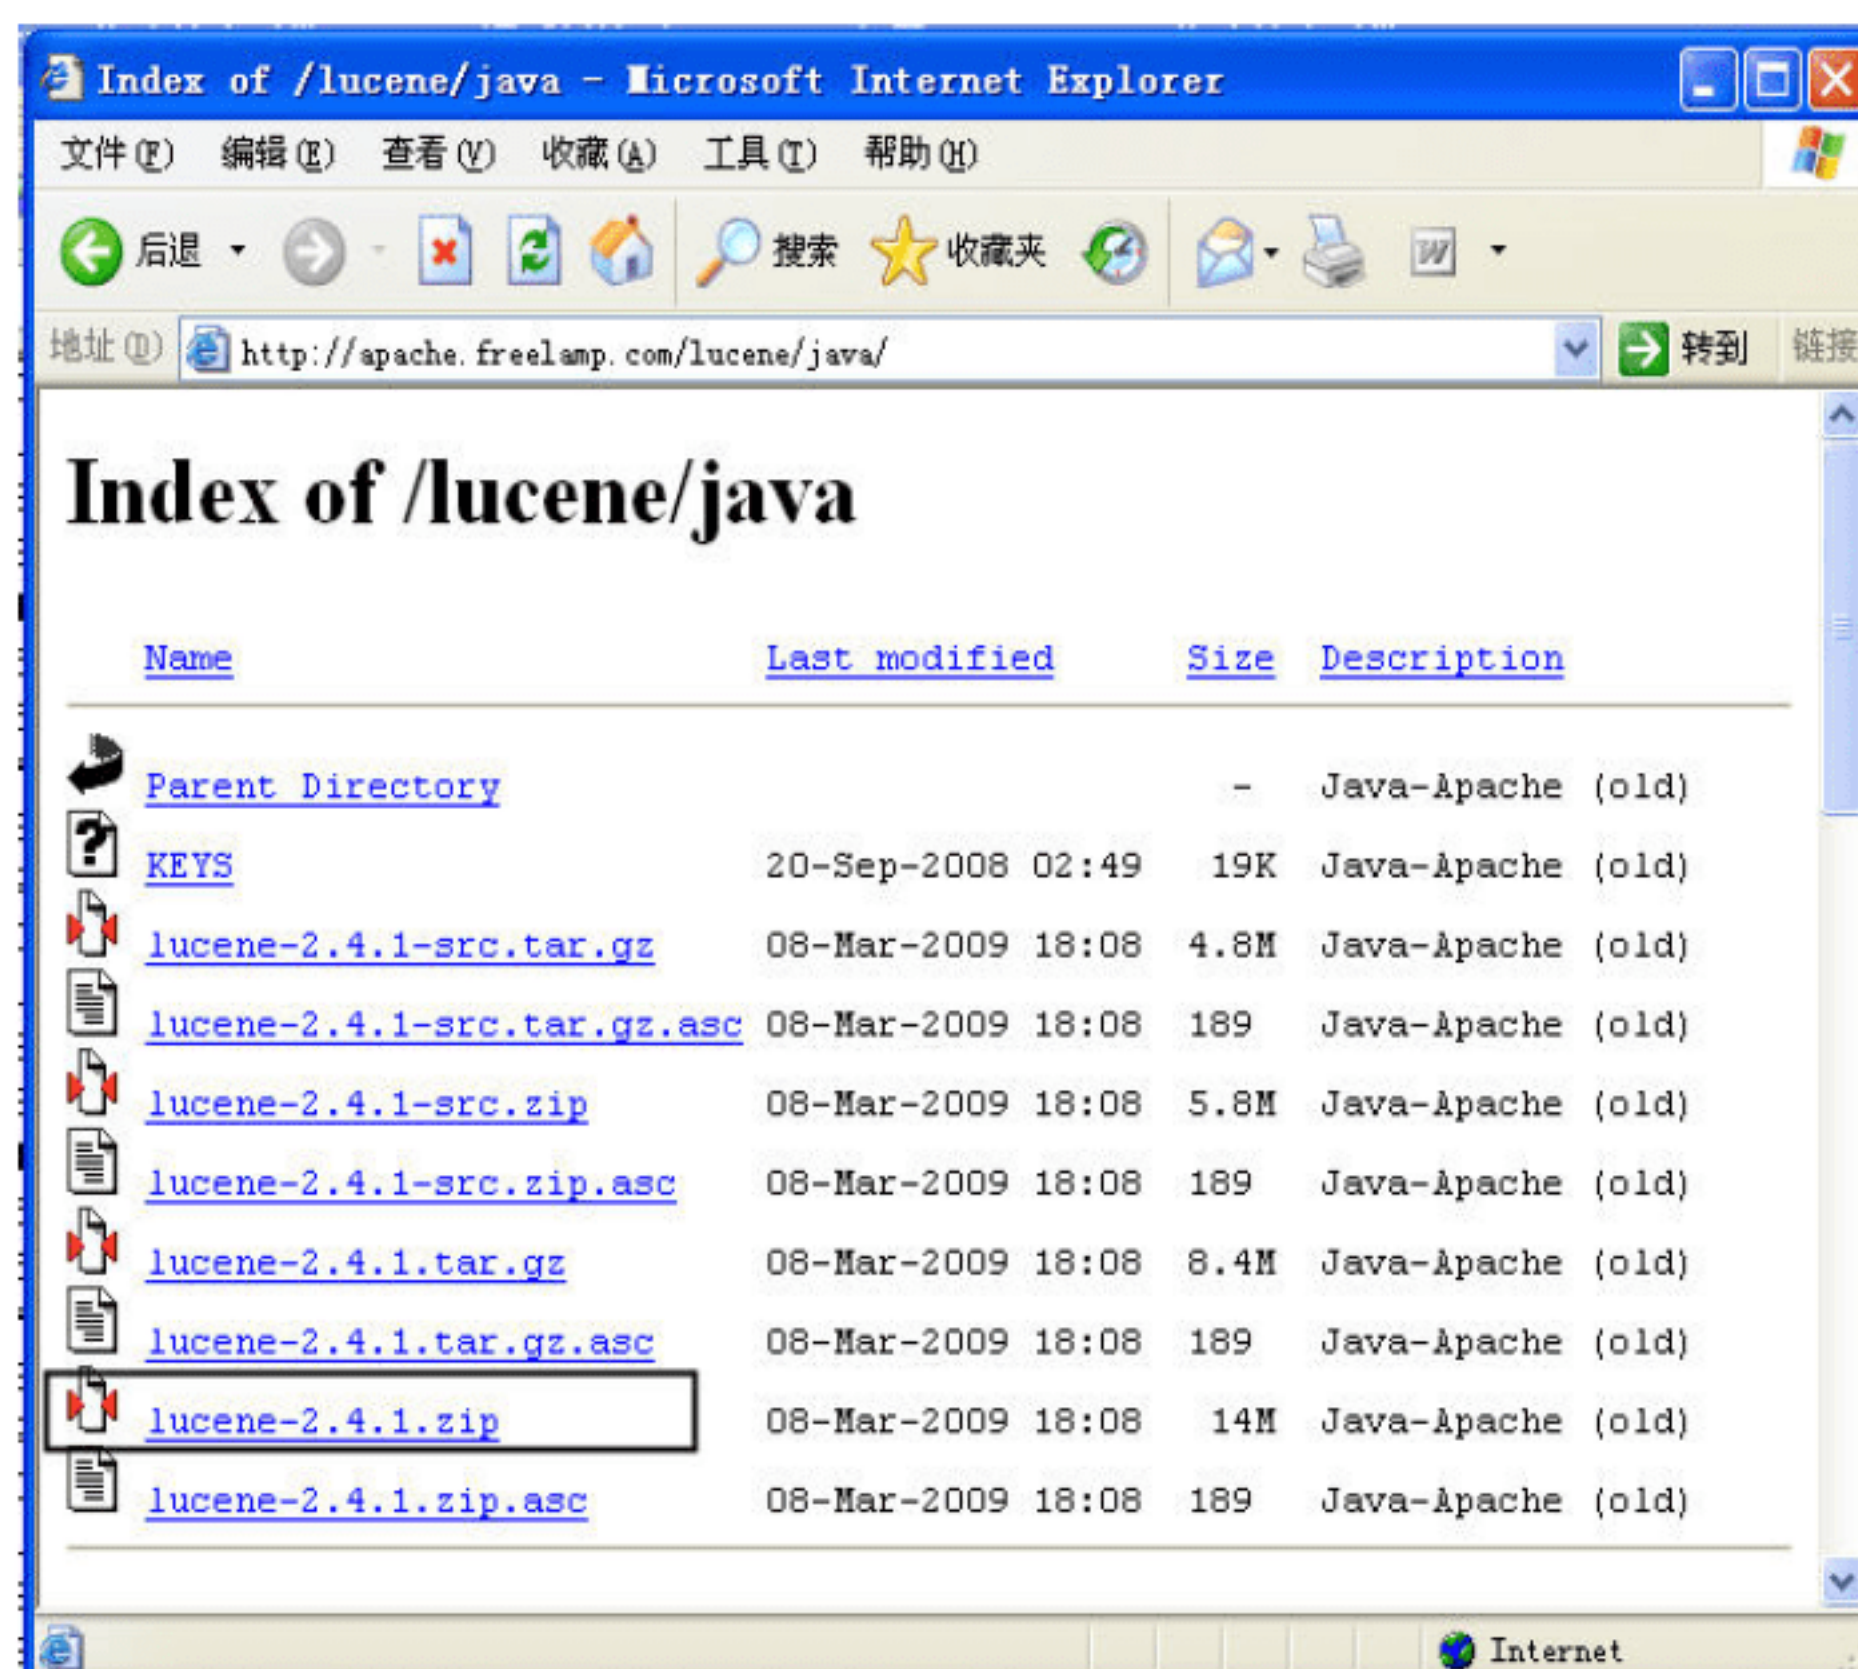 Index of /lucene/java - Microsoft Internet Explorer
文件(F) 编辑(E) 查看(V) 收藏(A) 工具(T) 帮助(H)
后退 搜索 收藏夹 W
地址(D) http://apache.freelamp.com/lucene/java/ 转到 链接
Index of /lucene/java
Name Last modified Size Description
Parent Directory - Java-Apache (old)
KEYS 20-Sep-2008 02:49 19K Java-Apache (old)
lucene-2.4.1-src.tar.gz 08-Mar-2009 18:08 4.8M Java-Apache (old)
lucene-2.4.1-src.tar.gz.asc 08-Mar-2009 18:08 189 Java-Apache (old)
lucene-2.4.1-src.zip 08-Mar-2009 18:08 5.8M Java-Apache (old)
lucene-2.4.1-src.zip.asc 08-Mar-2009 18:08 189 Java-Apache (old)
lucene-2.4.1.tar.gz 08-Mar-2009 18:08 8.4M Java-Apache (old)
lucene-2.4.1.tar.gz.asc 08-Mar-2009 18:08 189 Java-Apache (old)
lucene-2.4.1.zip 08-Mar-2009 18:08 14M Java-Apache (old)
lucene-2.4.1.zip.asc 08-Mar-2009 18:08 189 Java-Apache (old)
Internet